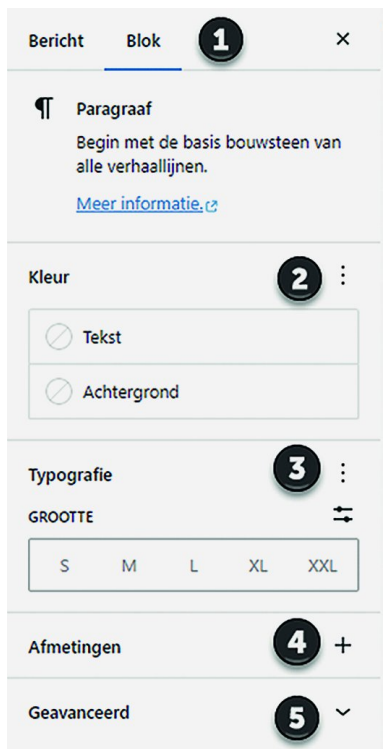 Bericht Blok 1 ×
¶ Paragraaf
Begin met de basis bouwsteen van
alle verhaallijnen.
Meer informatie.
Kleur 2
Tekst
Achtergrond
Typografie 3
GROOTTE
S M L XL XXL
Afmetingen 4 +
Geavanceerd 5